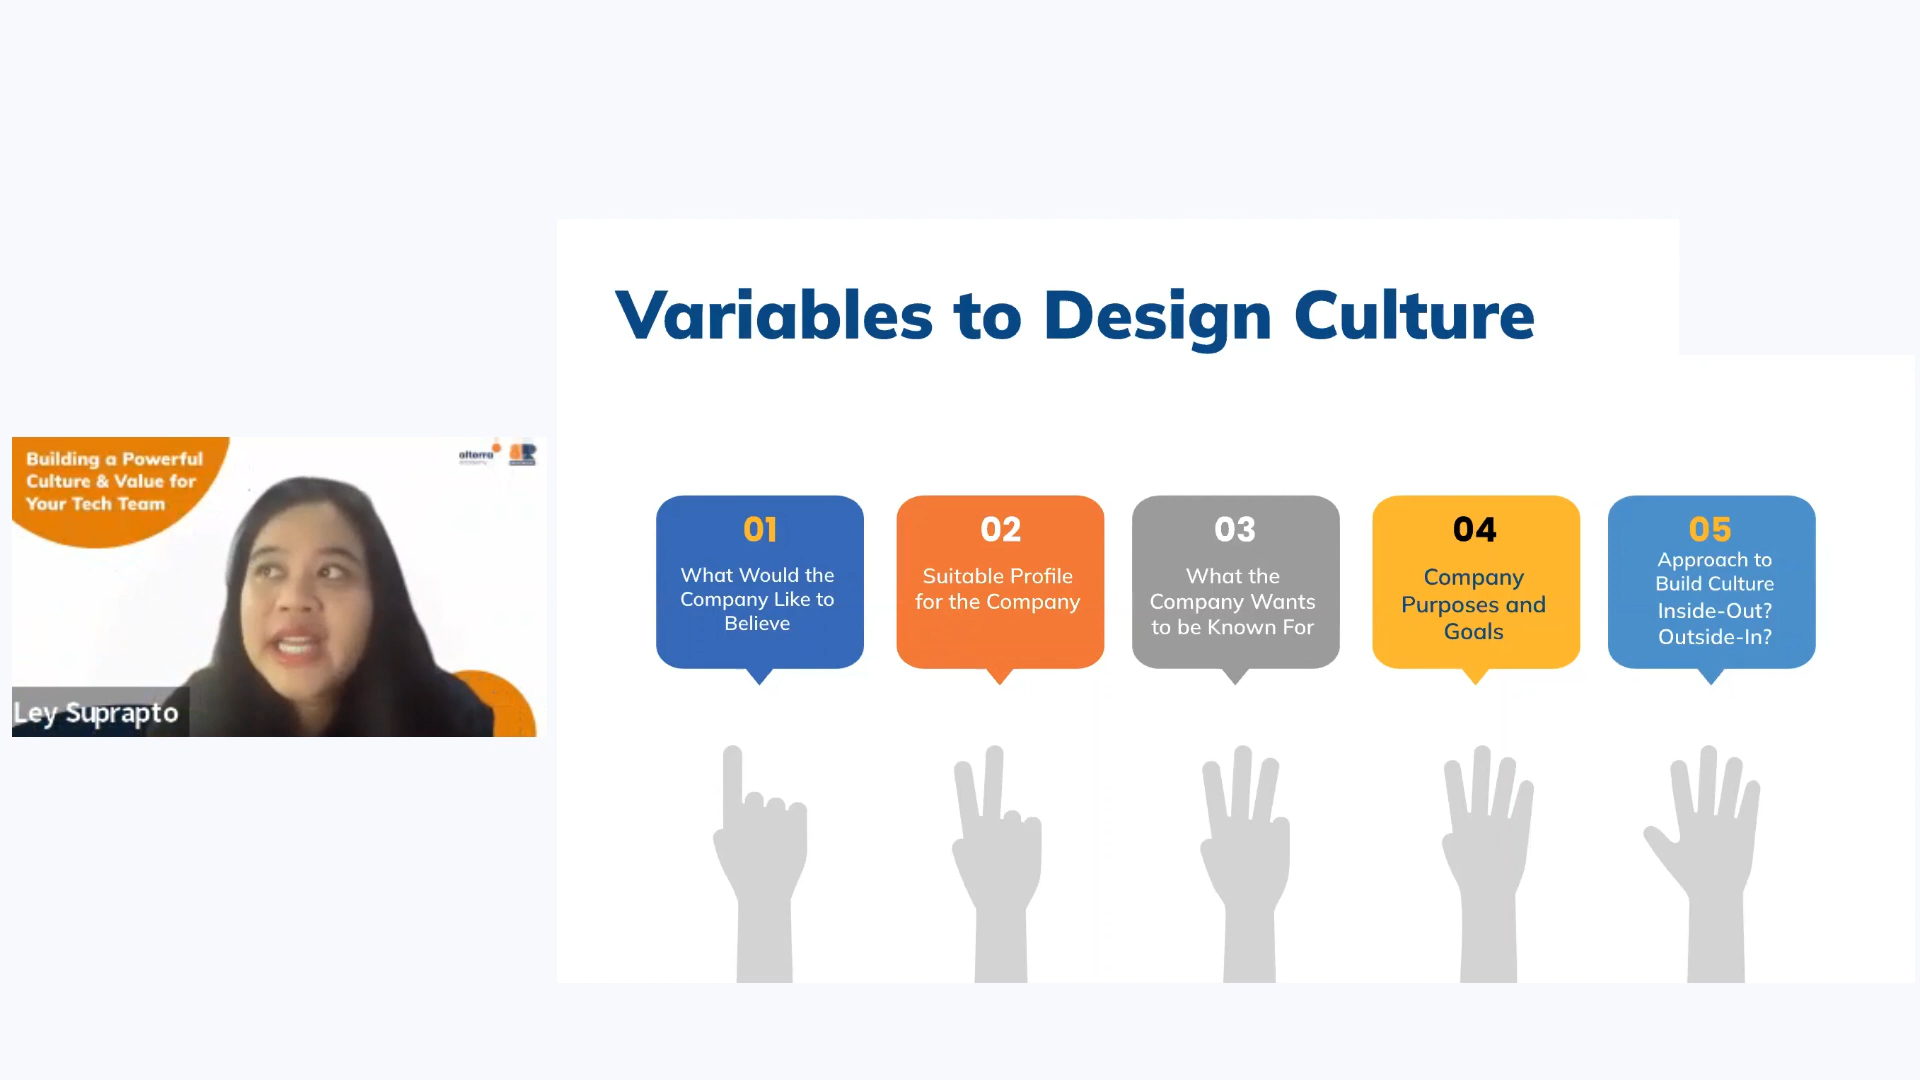 Variables to Design Culture
Building a Powerful
Culture & Value for
Your Tech Team
alterra
Ley Suprapto
01
What Would the
Company Like to
Believe
02
Suitable Profile
for the Company
03
What the
Company Wants
to be Known For
04
Company
Purposes and
Goals
05
Approach to
Build Culture
Inside-Out?
Outside-In?